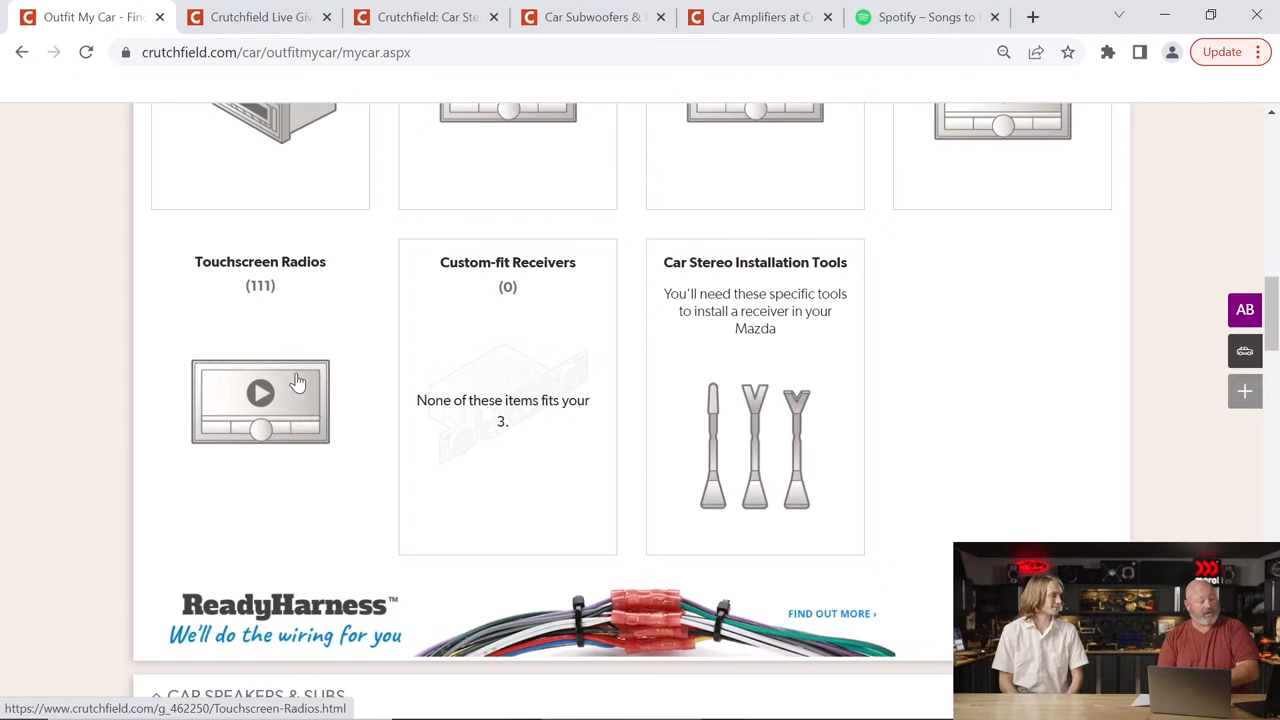 Outfit My Car - Fin
Crutchfield Live Giv
Crutchfield: Car Ste
Car Subwoofers &
Car Amplifiers at C
Spotify – Songs to
crutchfield.com/car/outfitmycar/mycar.aspx
Update
Touchscreen Radios
(111)
Custom-fit Receivers
(0)
None of these items fits your
3.
Car Stereo Installation Tools
You'll need these specific tools
to install a receiver in your
Mazda
AB
ReadyHarness™
We'll do the wiring for you
FIND OUT MORE ›
CAR SPEAKERS & SUBS
https://www.crutchfield.com/g_462250/Touchscreen-Radios.html
morel